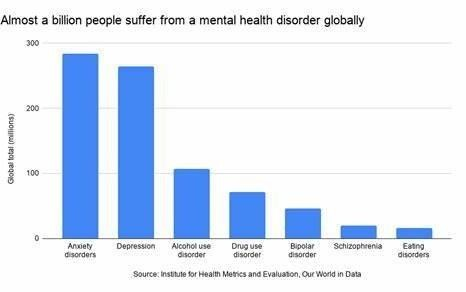 Almost a billion people suffer from a mental health disorder globally
Global total (millions)
300
200
100
0
Anxiety disorders
Depression
Alcohol use disorder
Drug use disorder
Bipolar disorder
Schizophrenia
Eating disorders
Source: Institute for Health Metrics and Evaluation, Our World in Data